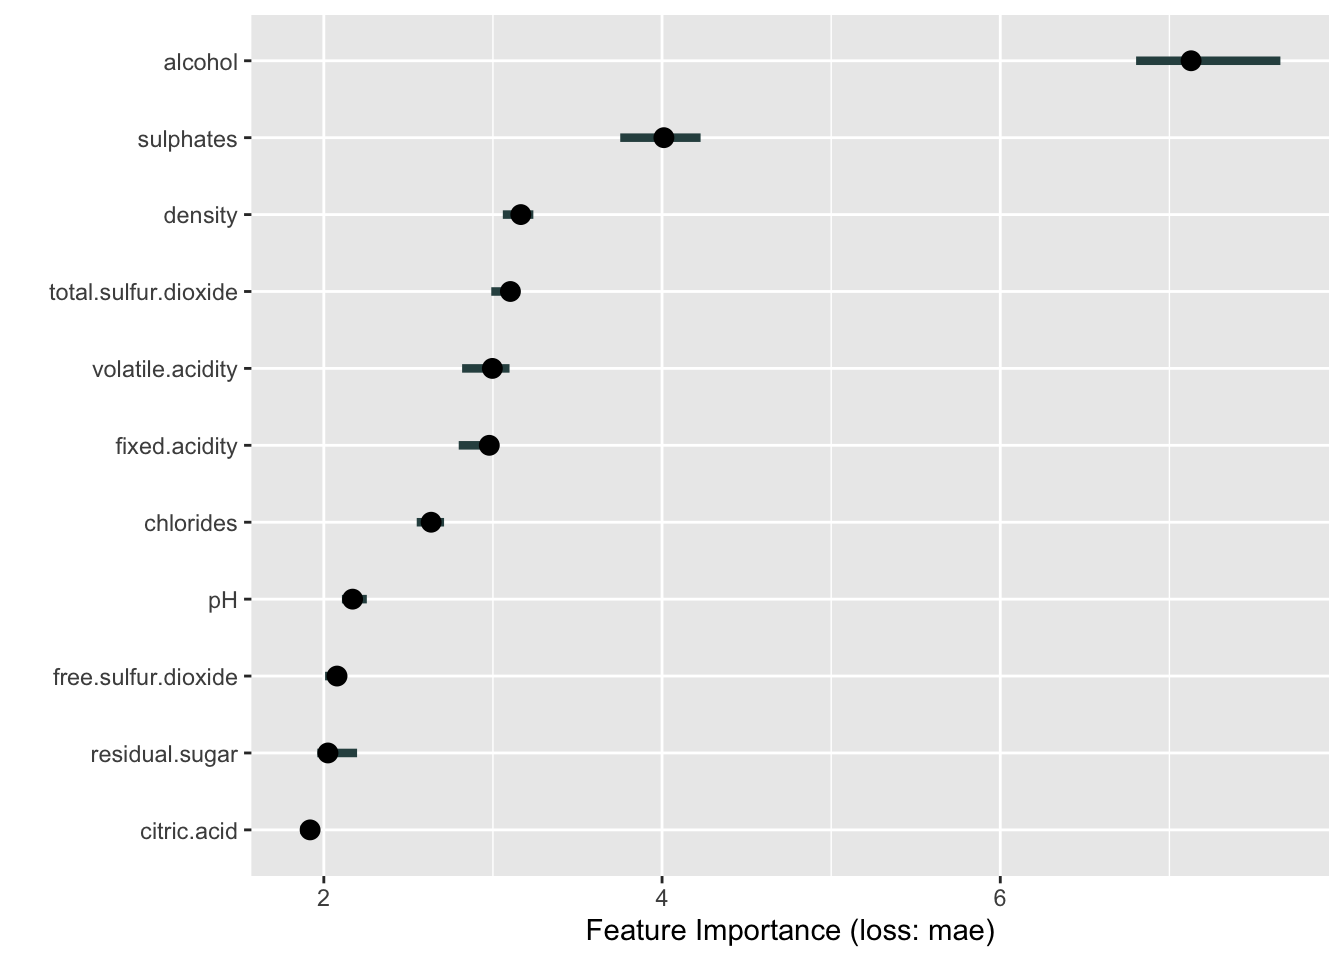 alcohol
sulphates
density
total.sulfur.dioxide
volatile.acidity
fixed.acidity
chlorides
pH
free.sulfur.dioxide
residual.sugar
citric.acid
2 4 6
Feature Importance (loss: mae)